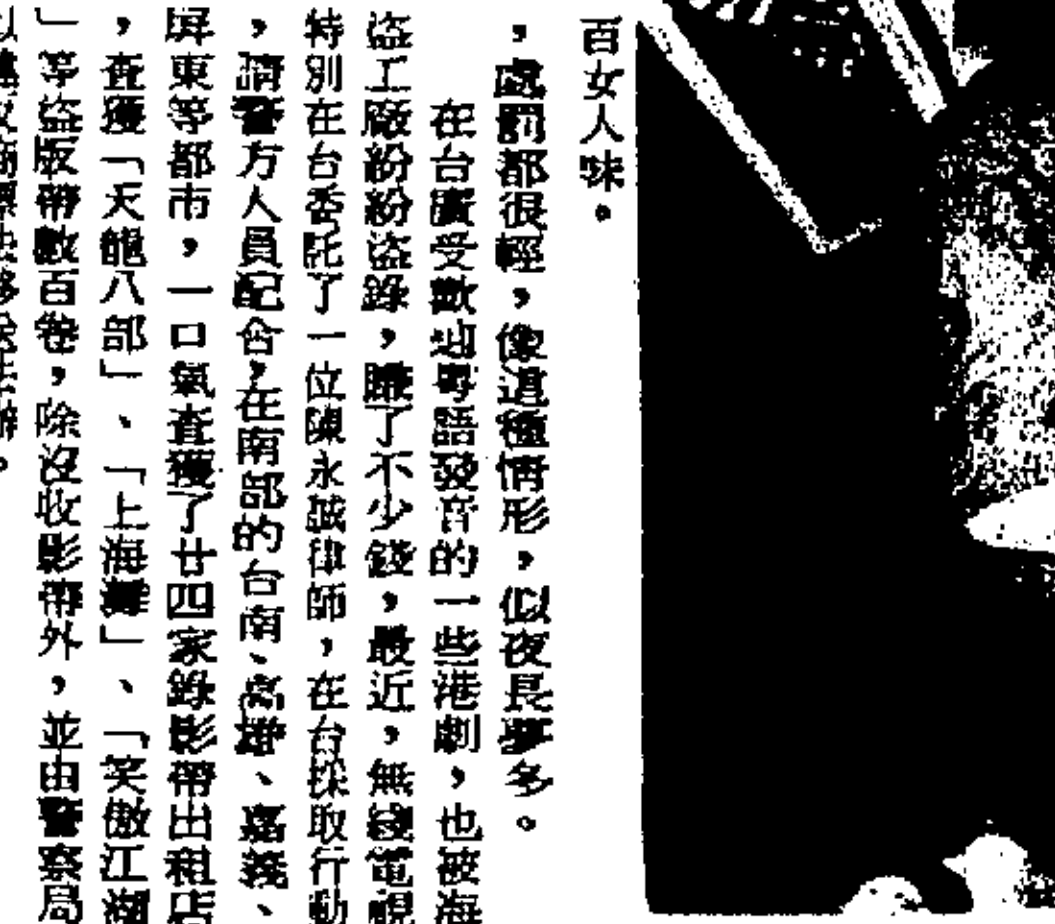 百女人味。
，處罰都很輕，像這種情形，似夜長夢多。
在台廣受歡迪粵語發音的一些港劇，也被海
盜工廠紛紛盜錄，賺了不少錢，最近，無綫電視
特別在台委託了一位陳永誠律師，在台採取行動
，請警方人員配合，在南部的台南、高雄、嘉義、
屏東等都市，一口氣查獲了廿四家錄影帶出租店
，查獲「天龍八部」、「上海灘」、「笑傲江湖
」等盜版帶數百卷，除沒收影帶外，並由警察局